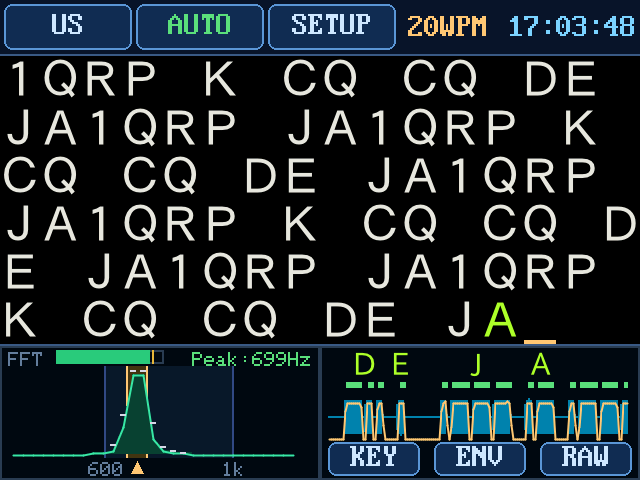 US AUTO SETUP 20WPM 17:03:48
1QRP K CQ CQ DE
JA1QRP JA1QRP K
CQ CQ DE JA1QRP
JA1QRP K CQ CQ D
E JA1QRP JA1QRP
K CQ CQ DE JA_
FFT Peak:699Hz
600 1k
D E J A
KEY ENV RAW